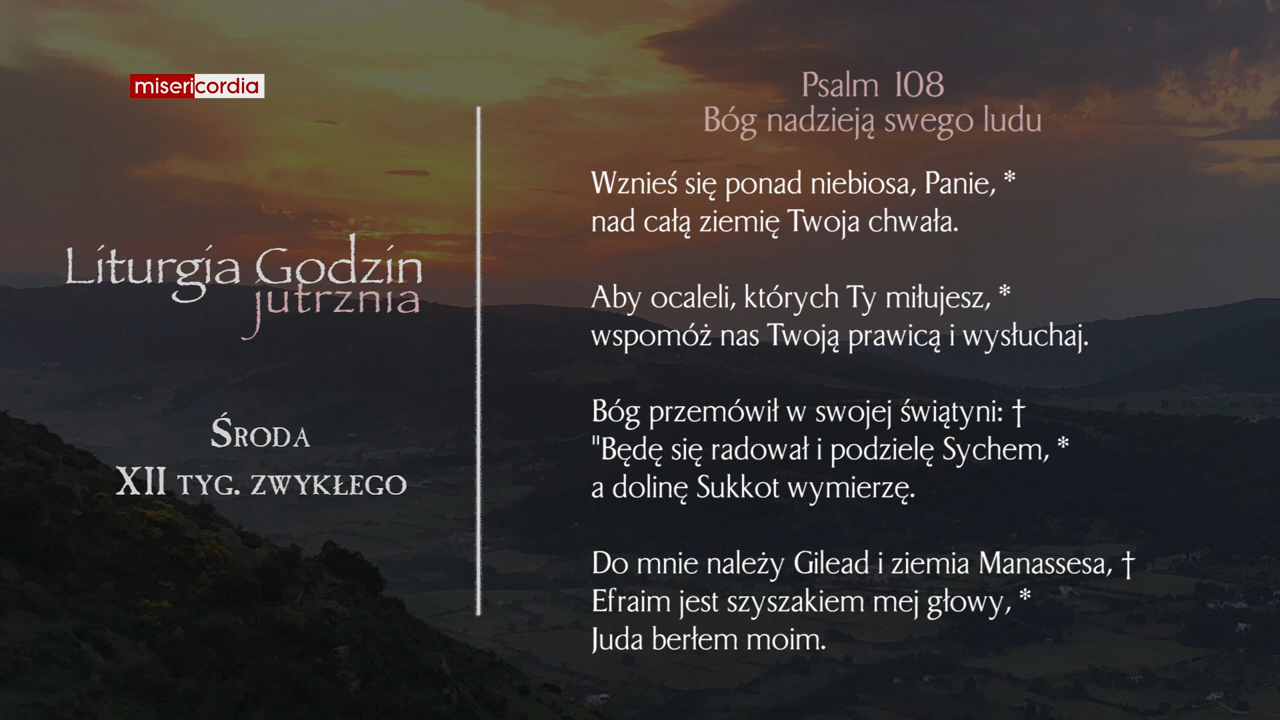 misericordia
Liturgia Godzin
jutrznia
Środa
XII tyg. zwykłego
Psalm 108
Bóg nadzieją swego ludu
Wznieś się ponad niebiosa, Panie, *
nad całą ziemię Twoja chwała.
Aby ocaleli, których Ty miłujesz, *
wspomóż nas Twoją prawicą i wysłuchaj.
Bóg przemówił w swojej świątyni: †
"Będę się radował i podzielę Sychem, *
a dolinę Sukkot wymierzę.
Do mnie należy Gilead i ziemia Manassesa, †
Efraim jest szyszakiem mej głowy, *
Juda berłem moim.